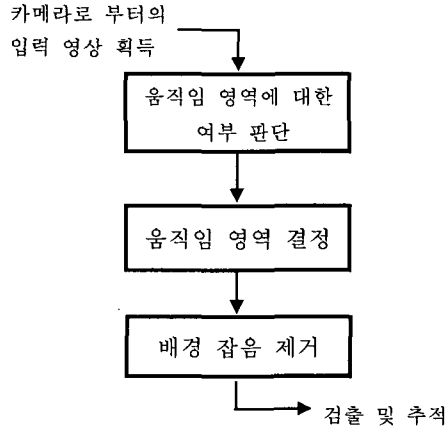 카메라로 부터의
입력 영상 획득
움직임 영역에 대한
여부 판단
움직임 영역 결정
배경 잡음 제거
검출 및 추적